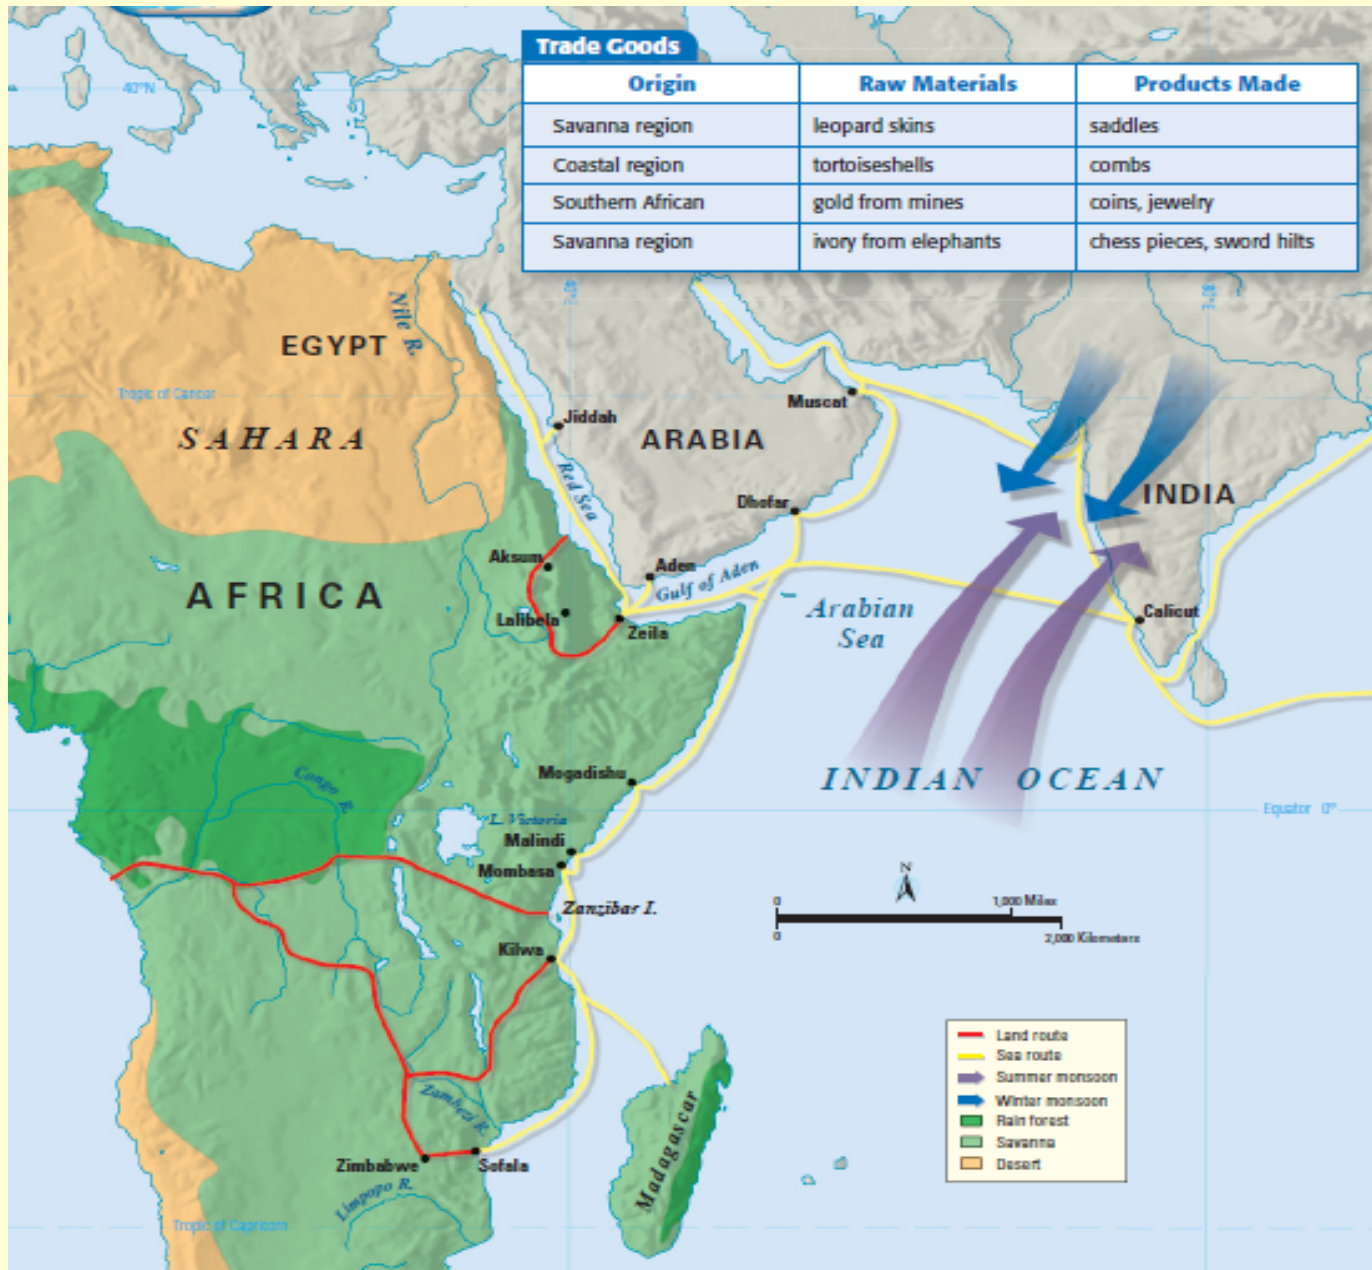 Trade Goods
Origin Raw Materials Products Made
Savanna region leopard skins saddles
Coastal region tortoiseshells combs
Southern African gold from mines coins, jewelry
Savanna region ivory from elephants chess pieces, sword hilts
40°N
40°E
80°E
Nile R.
EGYPT
Tropic of Cancer
SAHARA
Jiddah
ARABIA
Muscat
Red Sea
Dhofar
INDIA
Aksum
Aden
Gulf of Aden
AFRICA
Lalibela
Zeila
Arabian
Sea
Calicut
Mogadishu
INDIAN OCEAN
Congo R.
L. Victoria
Equator 0°
Malindi
Mombasa
N
0 1,000 Miles
0 2,000 Kilometers
Zanzibar I.
Kilwa
Land route
Sea route
Summer monsoon
Winter monsoon
Rain forest
Savanna
Desert
Zambezi R.
Madagascar
Zimbabwe
Sofala
Limpopo R.
Tropic of Capricorn